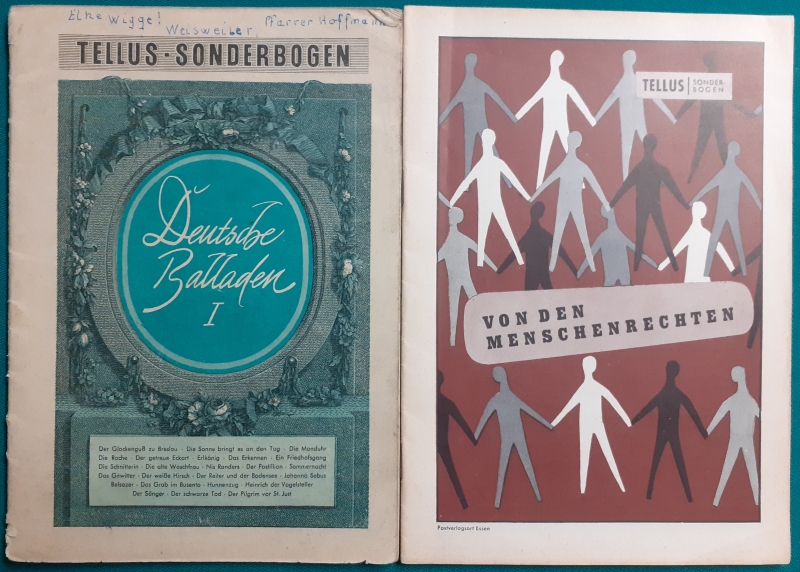 Elke Wigge! Pfarrer Hoffmann
Weisweiler,
TELLUS-SONDERBOGEN
Deutsche
Balladen
I
Der Glockenguß zu Breslau · Die Sonne bringt es an den Tag · Die Monduhr
Die Rache · Der getreue Eckart · Erlkönig · Das Erkennen · Ein Friedhofsgang
Die Schnitterin · Die alte Waschfrau · Nis Randers · Der Postillion · Sommernacht
Das Gewitter · Der weiße Hirsch · Der Reiter und der Bodensee · Johanna Sebus
Belsazer · Das Grab im Busento · Hunnenzug · Heinrich der Vogelsteller
Der Sänger · Der schwarze Tod · Der Pilgrim vor St. Just
TELLUS SONDER-
BOGEN
VON DEN
MENSCHENRECHTEN
Postverlagsort Essen